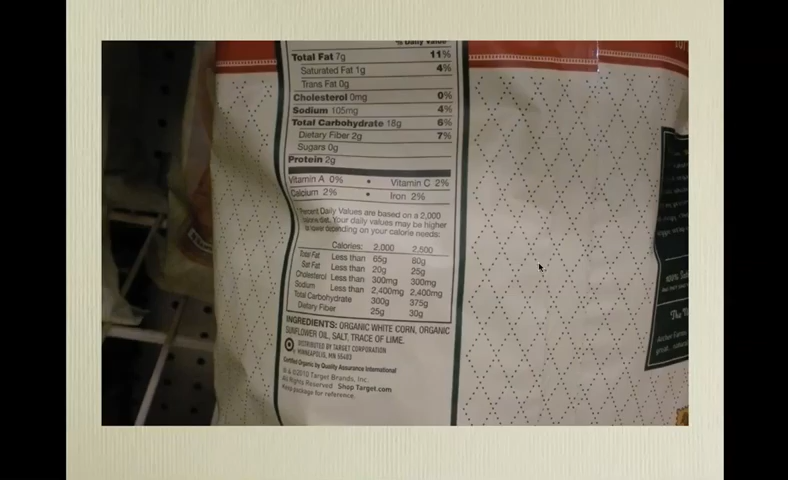 % Daily Value*
Total Fat 7g 11%
Saturated Fat 1g 4%
Trans Fat 0g
Cholesterol 0mg 0%
Sodium 105mg 4%
Total Carbohydrate 18g 6%
Dietary Fiber 2g 7%
Sugars 0g
Protein 2g
Vitamin A 0% • Vitamin C 2%
Calcium 2% • Iron 2%
Percent Daily Values are based on a 2,000
calorie diet. Your daily values may be higher
or lower depending on your calorie needs:
Calories: 2,000 2,500
Total Fat Less than 65g 80g
Sat Fat Less than 20g 25g
Cholesterol Less than 300mg 300mg
Sodium Less than 2,400mg 2,400mg
Total Carbohydrate 300g 375g
Dietary Fiber 25g 30g
INGREDIENTS: ORGANIC WHITE CORN, ORGANIC
SUNFLOWER OIL, SALT, TRACE OF LIME.
DISTRIBUTED BY TARGET CORPORATION
MINNEAPOLIS, MN 55403
Certified Organic by Quality Assurance International
® & ©2010 Target Brands, Inc.
All Rights Reserved Shop Target.com
Keep package for reference.